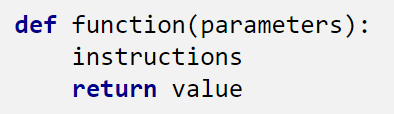 def function(parameters):
    instructions
    return value